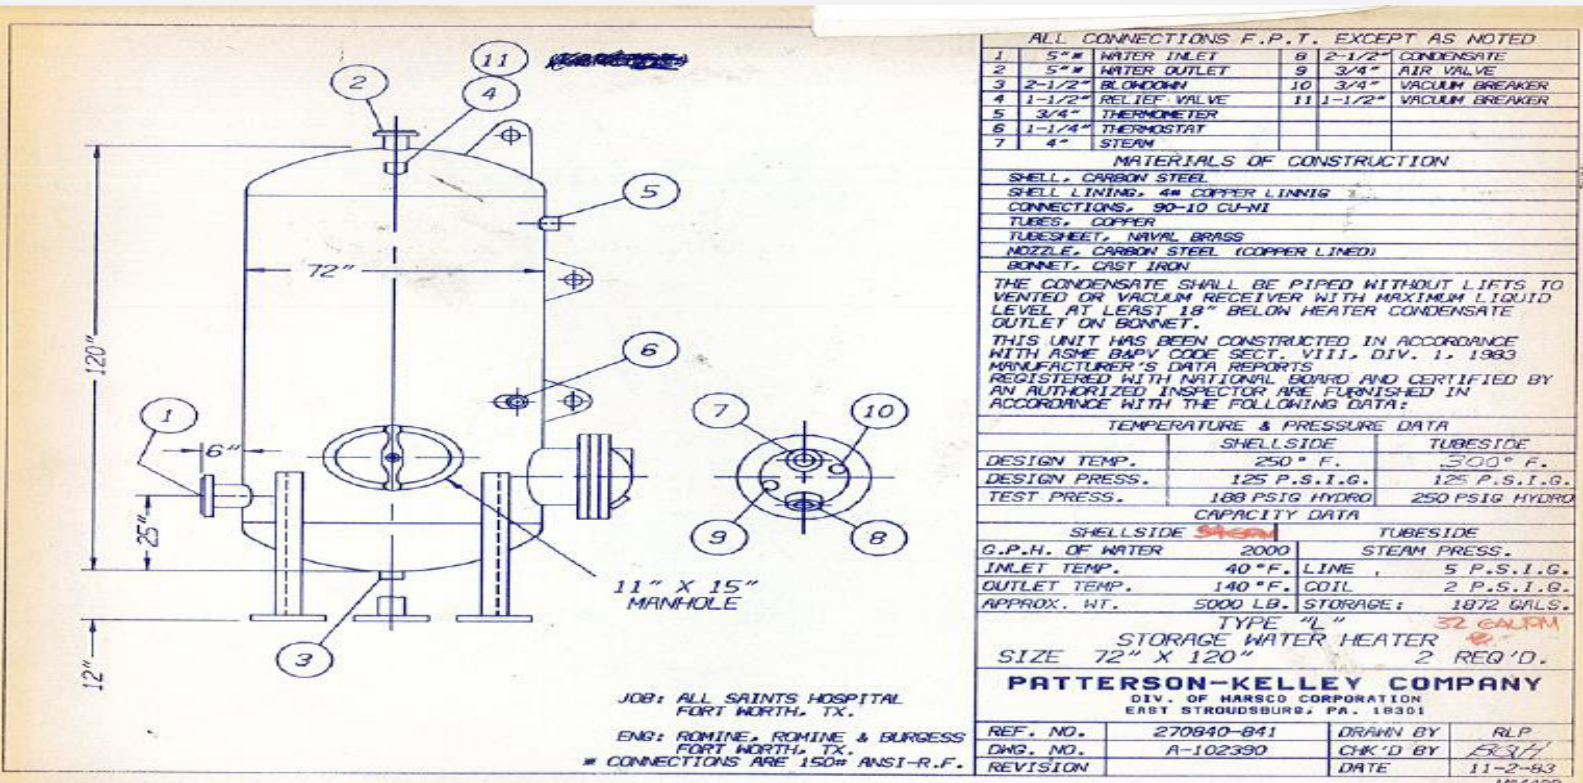 11
2
4
5
72"
120"
6
1
6"
7
10
25"
9
8
11" X 15"
MANHOLE
3
12"
JOB: ALL SAINTS HOSPITAL
FORT WORTH, TX.
ENG: ROMINE, ROMINE & BURGESS
FORT WORTH, TX.
* CONNECTIONS ARE 150# ANSI-R.F.
ALL CONNECTIONS F.P.T. EXCEPT AS NOTED
1 5"* WATER INLET 8 2-1/2" CONDENSATE
2 5"* WATER OUTLET 9 3/4" AIR VALVE
3 2-1/2" BLOWDOWN 10 3/4" VACUUM BREAKER
4 1-1/2" RELIEF VALVE 11 1-1/2" VACUUM BREAKER
5 3/4" THERMOMETER
6 1-1/4" THERMOSTAT
7 4" STEAM
MATERIALS OF CONSTRUCTION
SHELL, CARBON STEEL
SHELL LINING, 4# COPPER LINNIG
CONNECTIONS, 90-10 CU-NI
TUBES, COPPER
TUBESHEET, NAVAL BRASS
NOZZLE, CARBON STEEL (COPPER LINED)
BONNET, CAST IRON
THE CONDENSATE SHALL BE PIPED WITHOUT LIFTS TO
VENTED OR VACUUM RECEIVER WITH MAXIMUM LIQUID
LEVEL AT LEAST 18" BELOW HEATER CONDENSATE
OUTLET ON BONNET.
THIS UNIT HAS BEEN CONSTRUCTED IN ACCORDANCE
WITH ASME B&PV CODE SECT. VIII, DIV. 1, 1983
MANUFACTURER'S DATA REPORTS
REGISTERED WITH NATIONAL BOARD AND CERTIFIED BY
AN AUTHORIZED INSPECTOR ARE FURNISHED IN
ACCORDANCE WITH THE FOLLOWING DATA:
TEMPERATURE & PRESSURE DATA
SHELLSIDE TUBESIDE
DESIGN TEMP. 250° F. 300° F.
DESIGN PRESS. 125 P.S.I.G. 125 P.S.I.G.
TEST PRESS. 188 PSIG HYDRO 250 PSIG HYDRO
CAPACITY DATA
SHELLSIDE TUBESIDE
G.P.H. OF WATER 2000 STEAM PRESS.
INLET TEMP. 40°F. LINE , 5 P.S.I.G.
OUTLET TEMP. 140°F. COIL 2 P.S.I.G.
APPROX. WT. 5000 LB. STORAGE: 1872 GALS.
TYPE "L" 32 GAL/PM
STORAGE WATER HEATER
SIZE 72" X 120" 2 REQ'D.
PATTERSON-KELLEY COMPANY
DIV. OF HARSCO CORPORATION
EAST STROUDSBURG, PA. 18301
REF. NO. 270840-841 DRAWN BY RLP
DWG. NO. A-102390 CHK'D BY
REVISION DATE 11-2-83